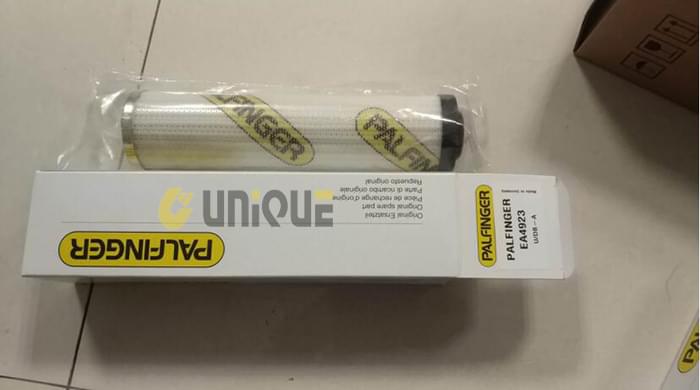 PALFINGER
PALFINGER
UNIQUE
Original Ersatzteil
Original spare part
Pièce de rechange d'origine
Parte di ricambio originale
Repuesto original
PALFINGER
PALFINGER
PALFINGER
EA4923
U/DB - A
Made in Germany